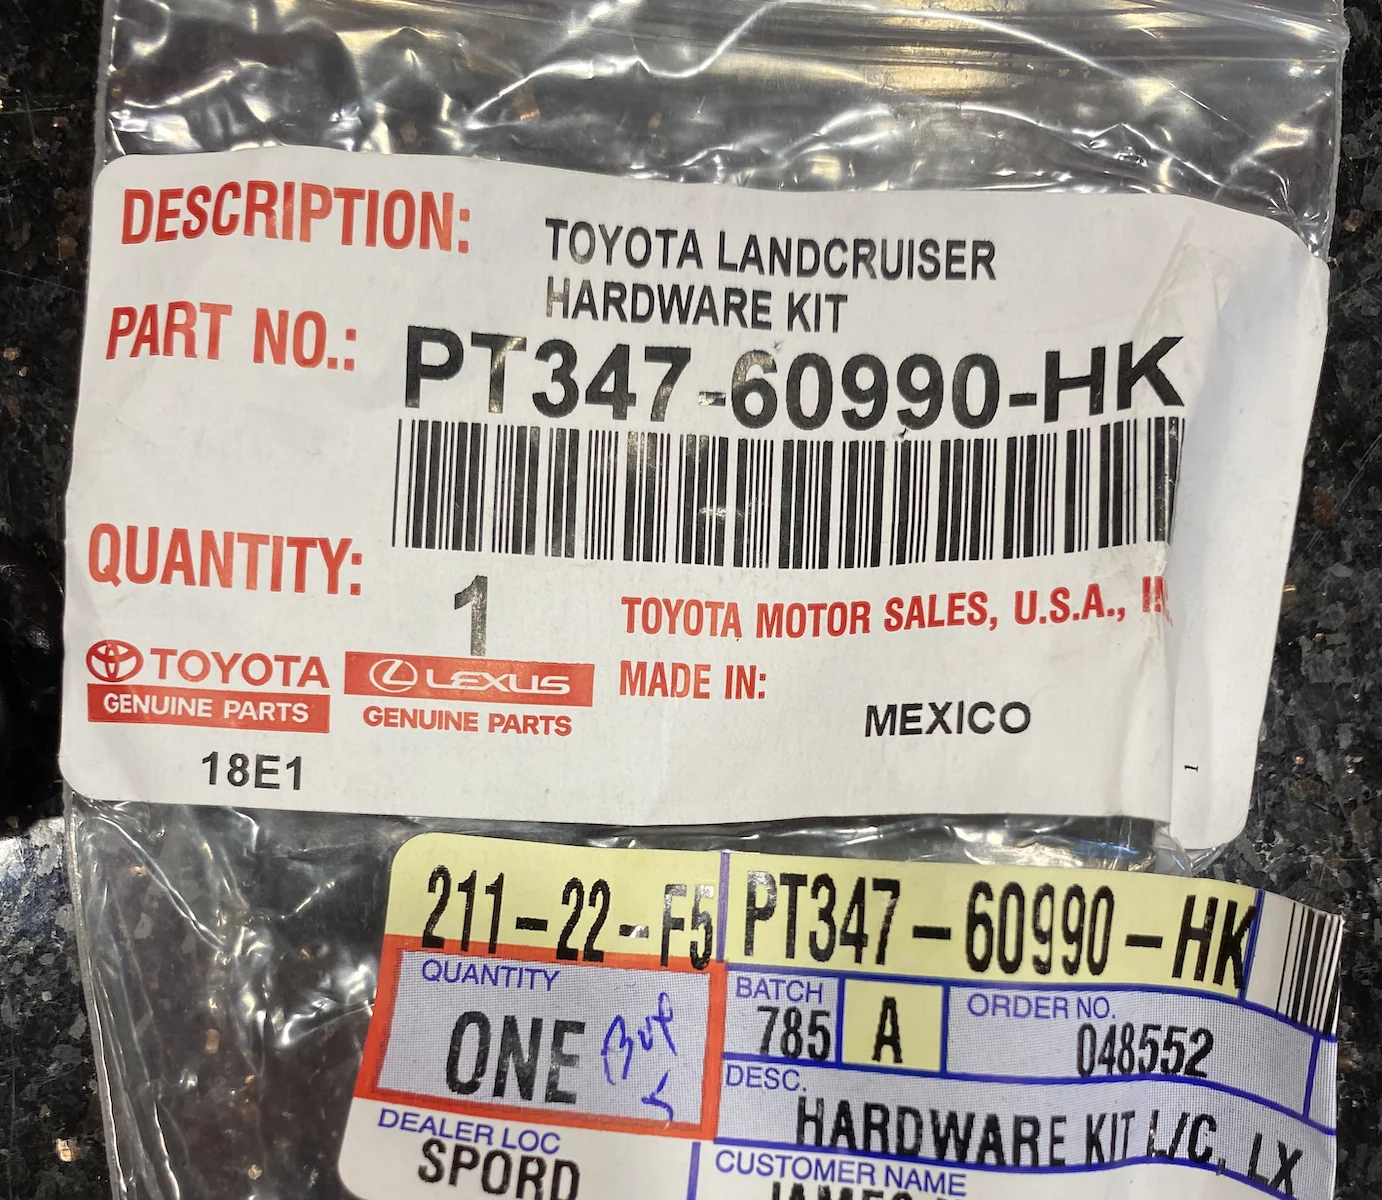 DESCRIPTION: TOYOTA LANDCRUISER
HARDWARE KIT
PART NO.: PT347-60990-HK
QUANTITY: 1
TOYOTA MOTOR SALES, U.S.A.,
TOYOTA
GENUINE PARTS
LEXUS
GENUINE PARTS
MADE IN:
MEXICO
18E1
1
211-22-F5 PT347-60990-HK
QUANTITY
ONE
BATCH
785 A
ORDER NO.
048552
DESC.
HARDWARE KIT L/C, LX
DEALER LOC
SPORD
CUSTOMER NAME